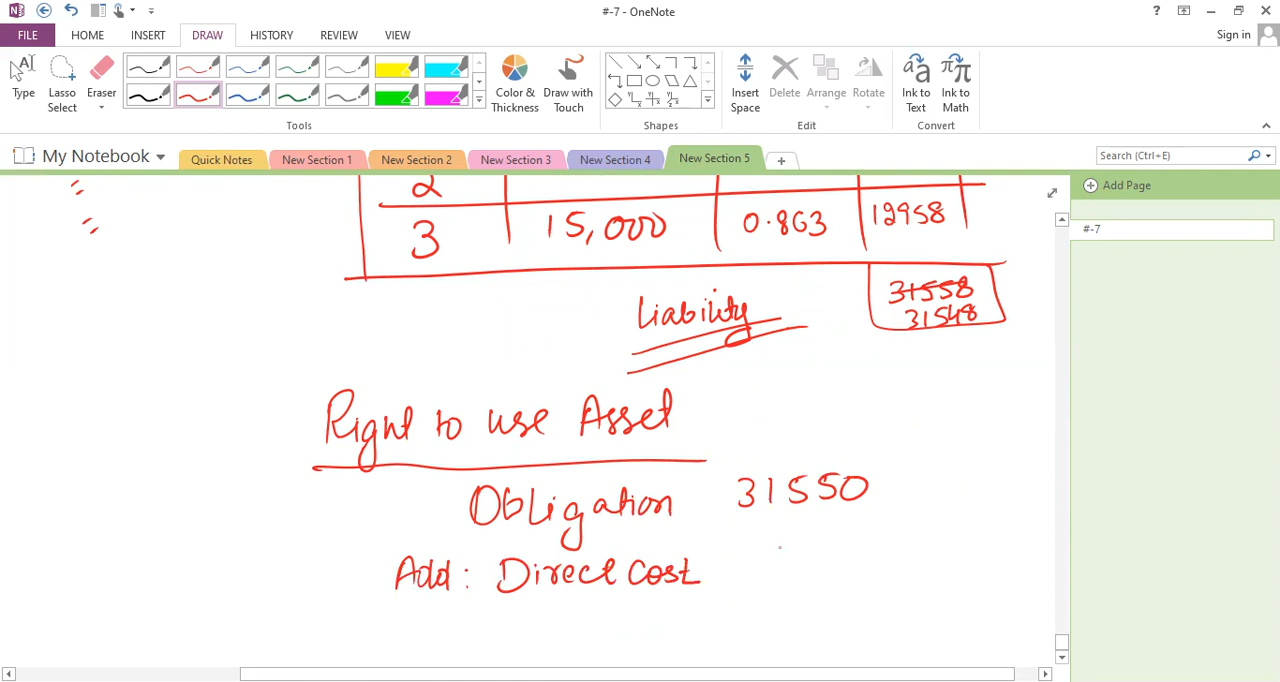 #-7 - OneNote
? 
Sign in
FILE HOME INSERT DRAW HISTORY REVIEW VIEW
Type
Lasso Select
Eraser
Color & Thickness
Draw with Touch
Insert Space
Delete
Arrange
Rotate
Ink to Text
Ink to Math
Tools
Shapes
Edit
Convert
My Notebook
Quick Notes
New Section 1
New Section 2
New Section 3
New Section 4
New Section 5
Search (Ctrl+E)
Add Page
#-7
2
3 15,000 0.863 12958
31558
31548
Liability
Right to use Asset
Obligation 31550
Add: Direct Cost